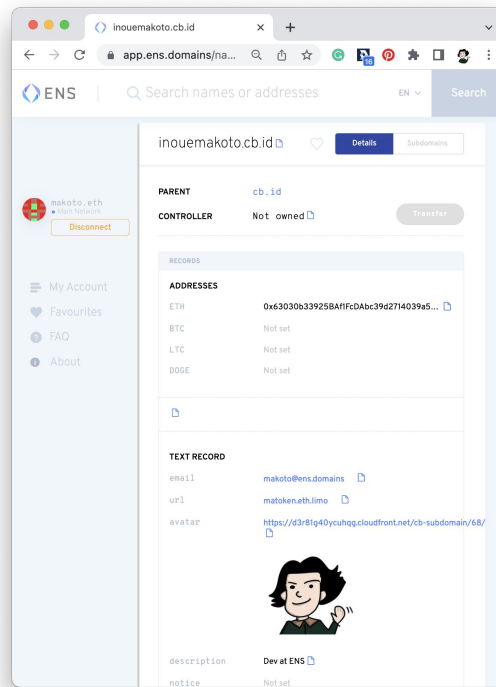 inouemakoto.cb.id
app.ens.domains/na...
16
ENS
Search names or addresses
EN
Search
inouemakoto.cb.id
Details
Subdomains
makoto.eth
Main Network
Disconnect
PARENT
cb.id
CONTROLLER
Not owned
Transfer
My Account
Favourites
FAQ
About
RECORDS
ADDRESSES
ETH
0x63030b33925BAf1FcDAbc39d2714039a5...
BTC
Not set
LTC
Not set
DOGE
Not set
TEXT RECORD
email
makoto@ens.domains
url
matoken.eth.limo
avatar
https://d3r81g40ycuhqg.cloudfront.net/cb-subdomain/68/
description
Dev at ENS
notice
Not set